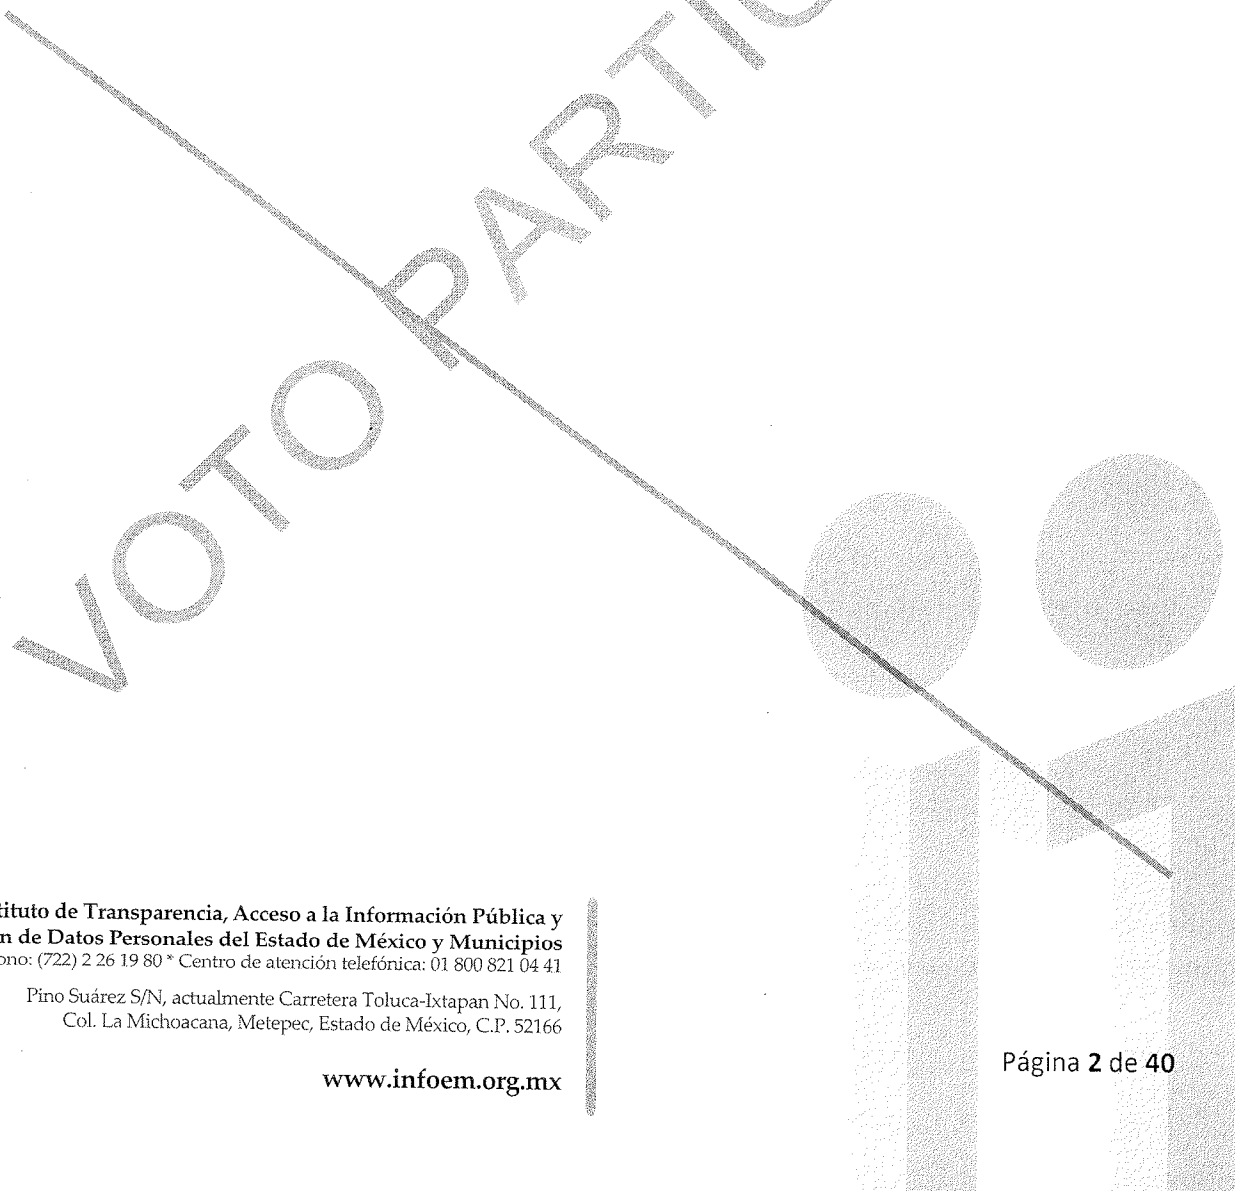 VOTO PARTIC
tituto de Transparencia, Acceso a la Información Pública y
n de Datos Personales del Estado de México y Municipios
ono: (722) 2 26 19 80 * Centro de atención telefónica: 01 800 821 04 41
Pino Suárez S/N, actualmente Carretera Toluca-Ixtapan No. 111,
Col. La Michoacana, Metepec, Estado de México, C.P. 52166
www.infoem.org.mx
Página 2 de 40